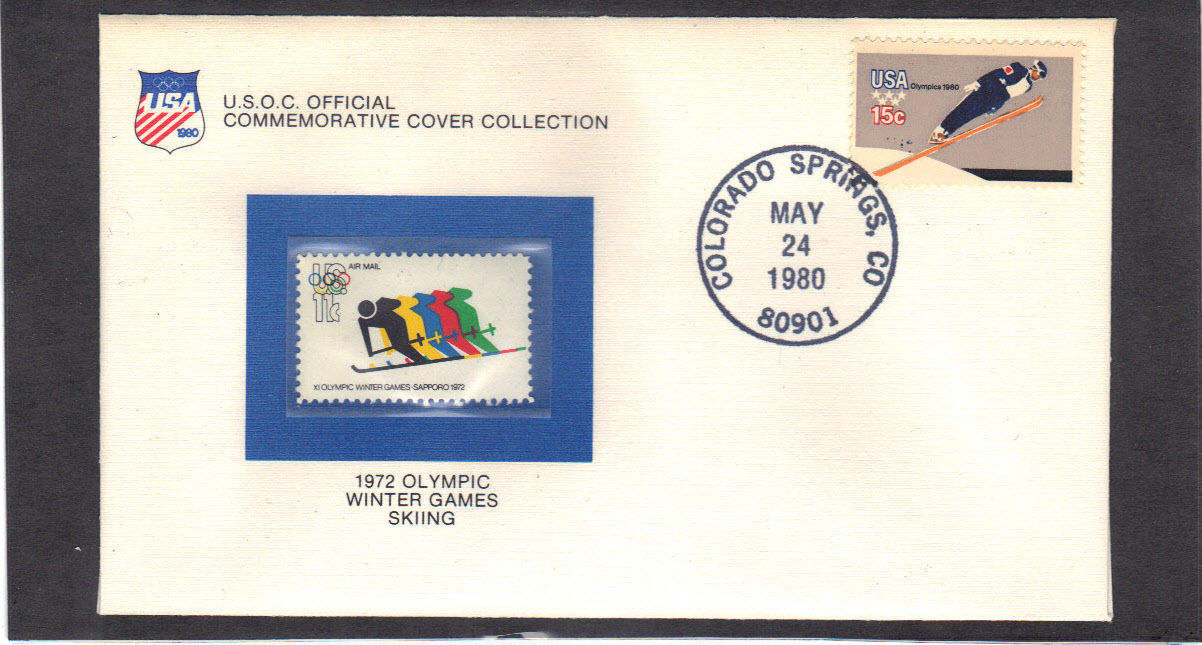 USA
1980
U.S.O.C. OFFICIAL
COMMEMORATIVE COVER COLLECTION
USA Olympics 1980
15c
COLORADO SPRINGS, CO
MAY
24
1980
80901
U.S. AIR MAIL
11c
XI OLYMPIC WINTER GAMES·SAPPORO 1972
1972 OLYMPIC
WINTER GAMES
SKIING